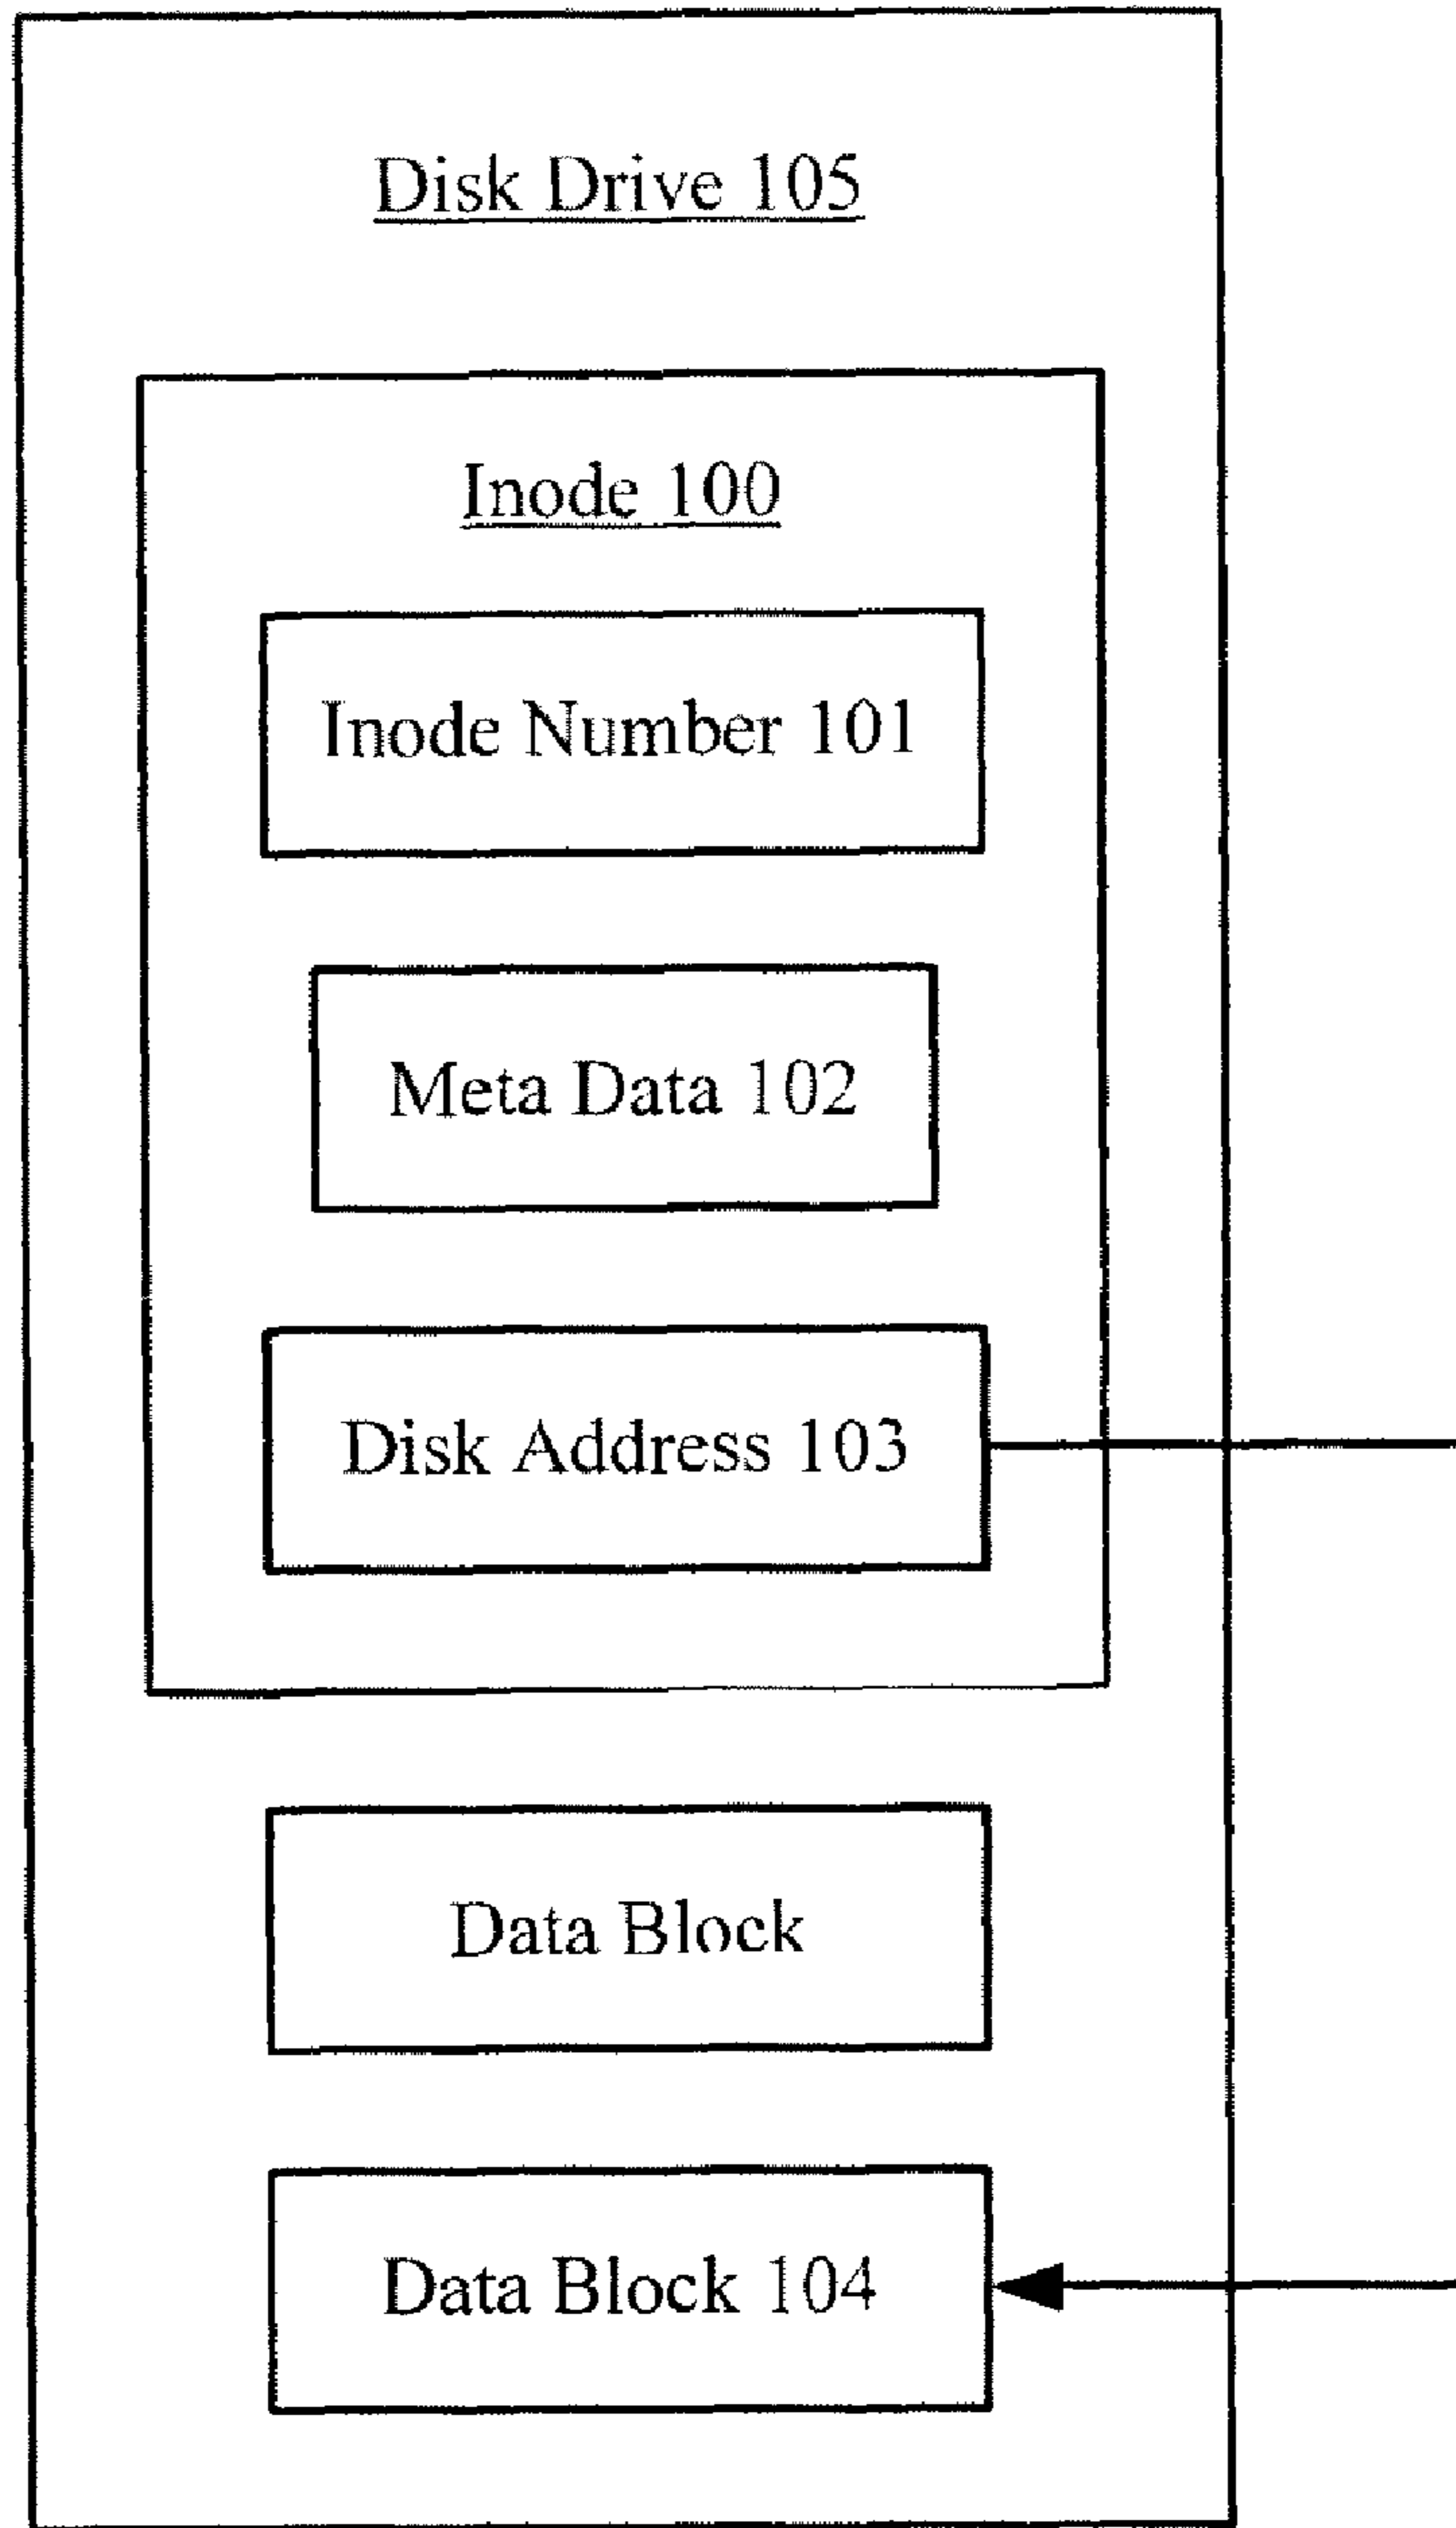 Disk Drive 105
Inode 100
Inode Number 101
Meta Data 102
Disk Address 103
Data Block
Data Block 104